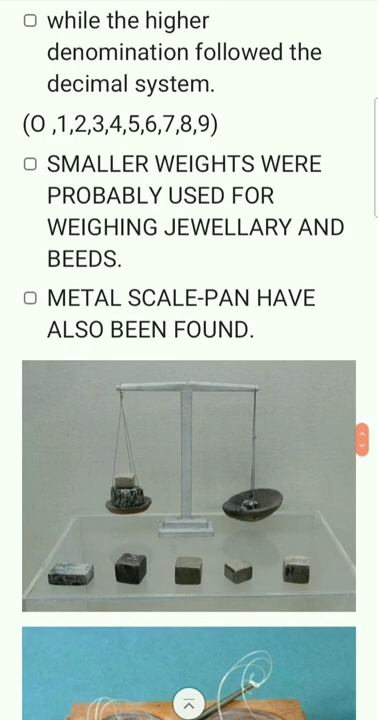 while the higher
denomination followed the
decimal system.
(0 ,1,2,3,4,5,6,7,8,9)
SMALLER WEIGHTS WERE
PROBABLY USED FOR
WEIGHING JEWELLARY AND
BEEDS.
METAL SCALE-PAN HAVE
ALSO BEEN FOUND.